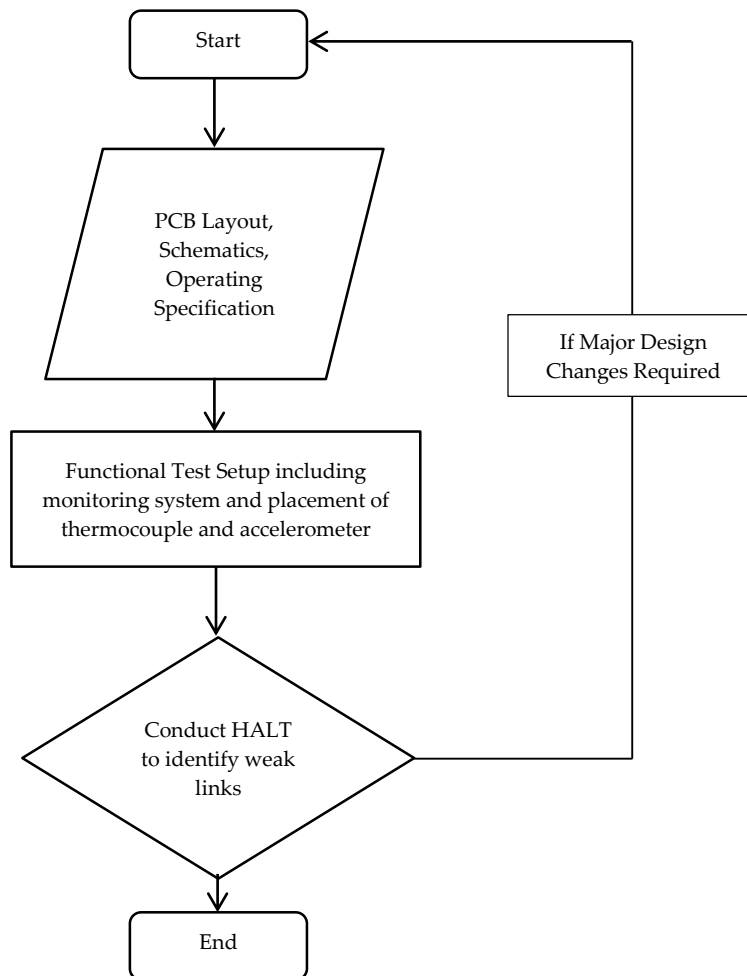 Start
PCB Layout,
Schematics,
Operating
Specification
If Major Design
Changes Required
Functional Test Setup including
monitoring system and placement of
thermocouple and accelerometer
Conduct HALT
to identify weak
links
End